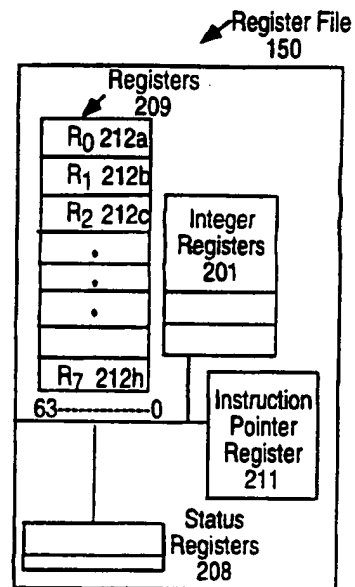 Register File
150
Registers
209
R0 212a
R1 212b
R2 212c
R7 212h
63------------0
Integer
Registers
201
Instruction
Pointer
Register
211
Status
Registers
208